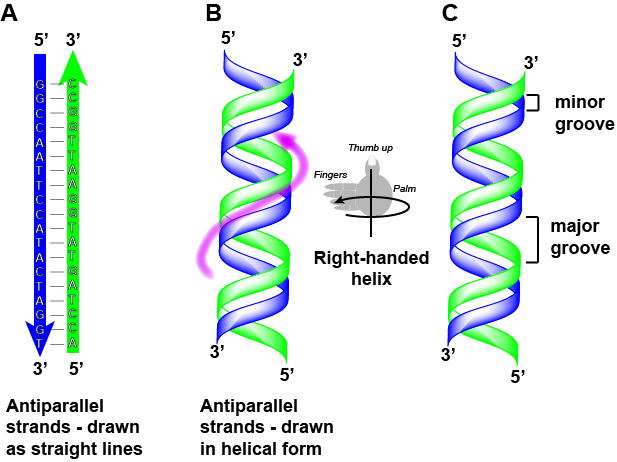 A
5’ 3’
G C
G C
C G
C G
A T
A T
T A
T A
C G
C G
A T
T A
A T
C G
T A
A T
G C
G C
T A
3’ 5’
Antiparallel
strands - drawn
as straight lines
B
5’
3’
3’
5’
Antiparallel
strands - drawn
in helical form
Thumb up
Fingers
Palm
Right-handed
helix
C
5’
3’
minor
groove
major
groove
3’
5’